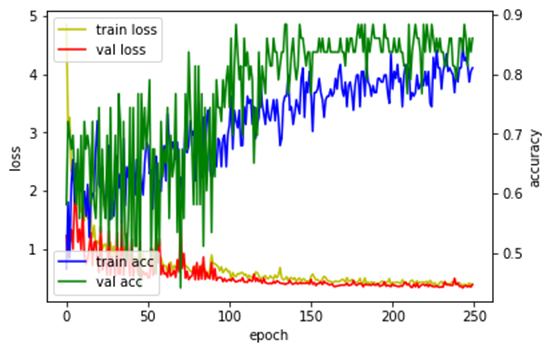 5
4
3
2
1
loss
0.9
0.8
0.7
0.6
0.5
accuracy
train loss
val loss
train acc
val acc
0 50 100 150 200 250
epoch